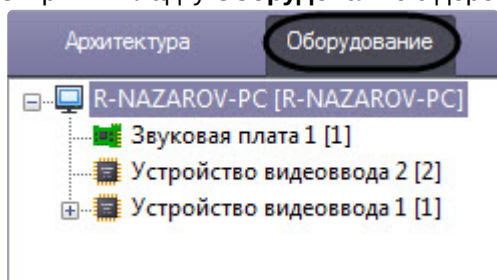 Архитектура Оборудование
R-NAZAROV-PC [R-NAZAROV-PC]
Звуковая плата 1 [1]
Устройство видеоввода 2 [2]
Устройство видеоввода 1 [1]